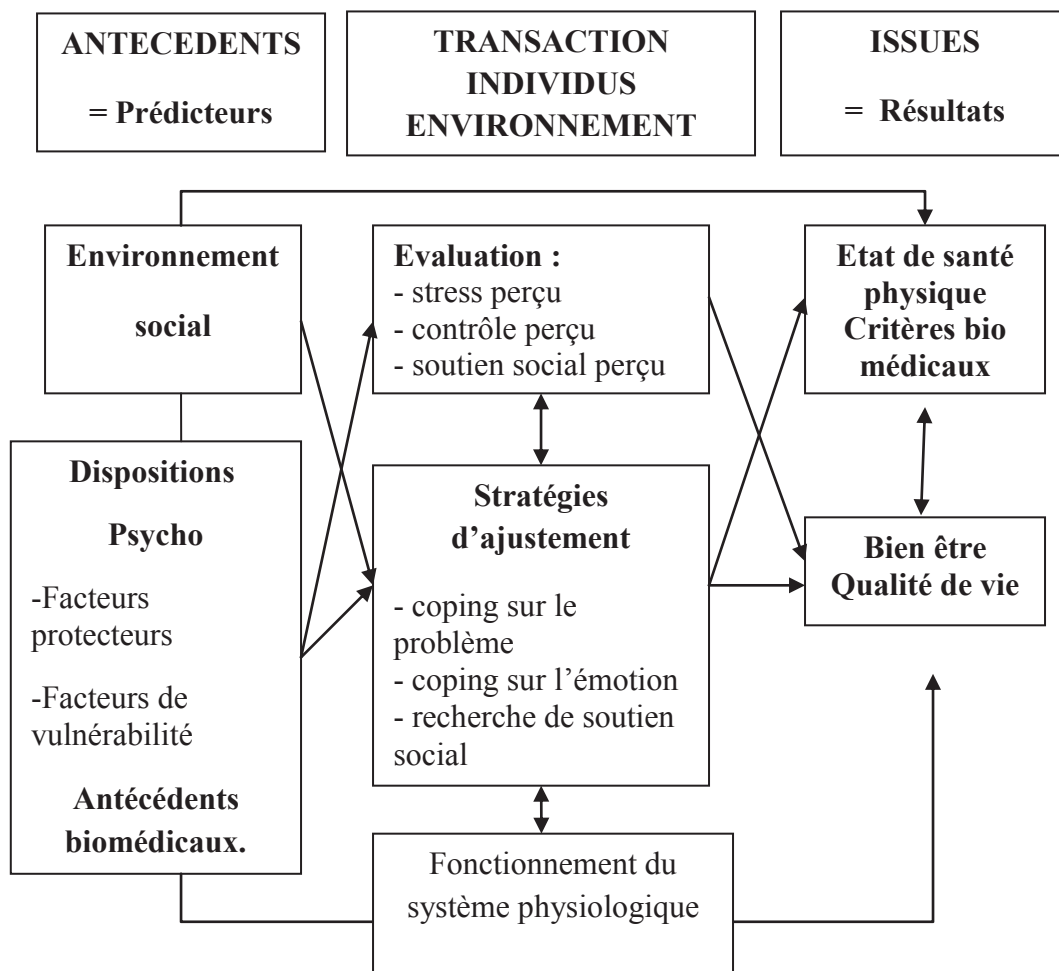 ANTECEDENTS
= Prédicteurs
TRANSACTION
INDIVIDUS
ENVIRONNEMENT
ISSUES
= Résultats
Environnement
social
Evaluation :
- stress perçu
- contrôle perçu
- soutien social perçu
Etat de santé
physique
Critères bio
médicaux
Dispositions
Psycho
-Facteurs
protecteurs
-Facteurs de
vulnérabilité
Antécédents
biomédicaux.
Stratégies
d’ajustement
- coping sur le
problème
- coping sur l’émotion
- recherche de soutien
social
Bien être
Qualité de vie
Fonctionnement du
système physiologique